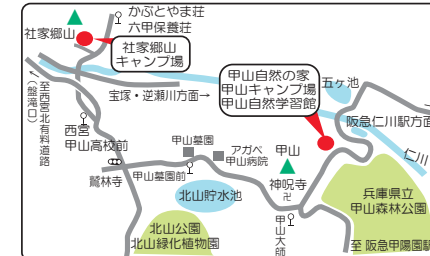 かぶとやま荘
六甲保養荘
社家郷山
社家郷山
キャンプ場
宝塚・逆瀬川方面→
←至西宮北有料道路
(盤滝口)
西宮
甲山高校前
鷲林寺
甲山墓園
甲山墓園前
アガペ
甲山病院
甲山自然の家
甲山キャンプ場
甲山自然学習館
五ヶ池
阪急仁川駅方面
仁川
甲山
神呪寺
卍
北山貯水池
甲山大師
兵庫県立
甲山森林公園
北山公園
北山緑化植物園
至 阪急甲陽園駅